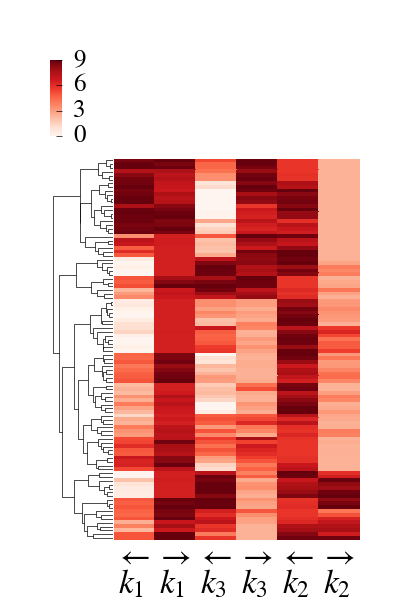 9
6
3
0
← → ← → ← →
k₁ k₁ k₃ k₃ k₂ k₂